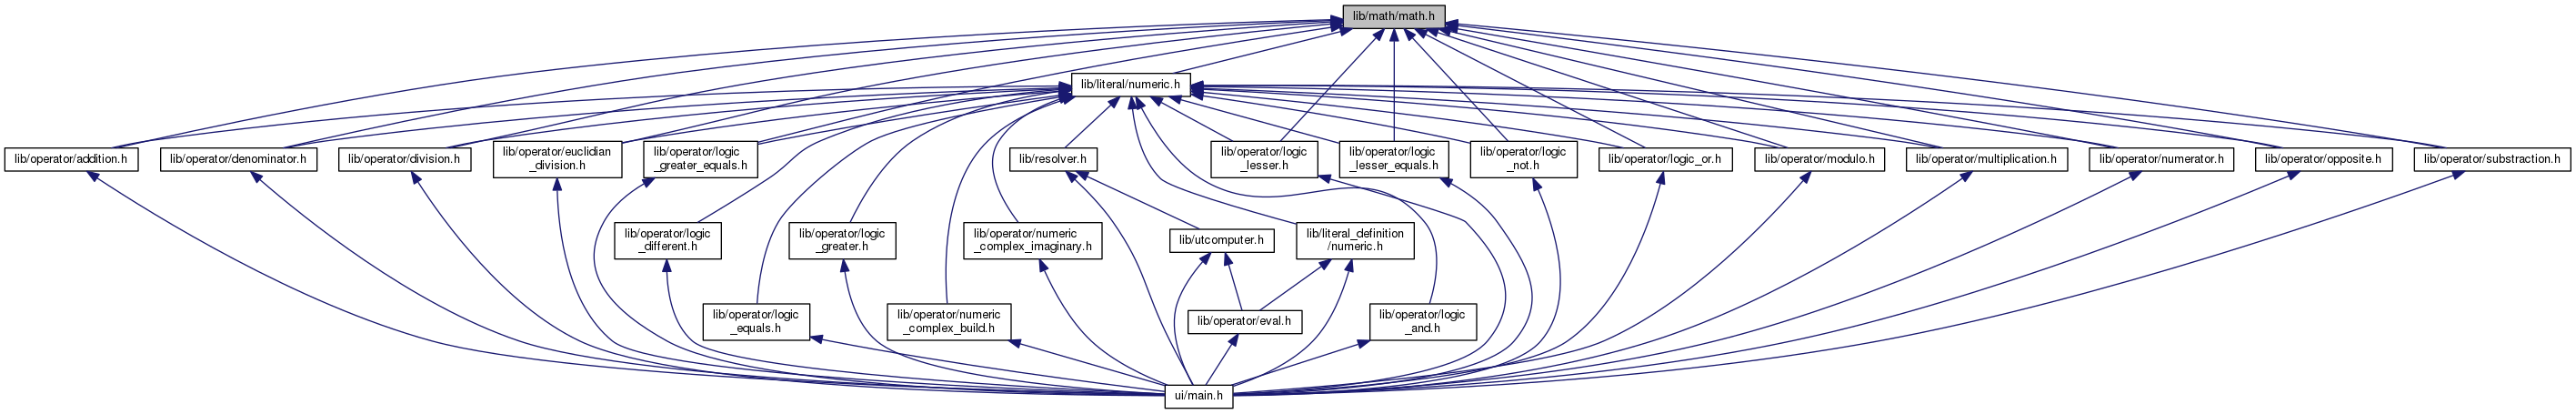 lib/math/math.h
lib/literal/numeric.h
lib/operator/addition.h
lib/operator/denominator.h
lib/operator/division.h
lib/operator/euclidian
_division.h
lib/operator/logic
_greater_equals.h
lib/resolver.h
lib/operator/logic
_lesser.h
lib/operator/logic
_lesser_equals.h
lib/operator/logic
_not.h
lib/operator/logic_or.h
lib/operator/modulo.h
lib/operator/multiplication.h
lib/operator/numerator.h
lib/operator/opposite.h
lib/operator/substraction.h
lib/operator/logic
_different.h
lib/operator/logic
_greater.h
lib/operator/numeric
_complex_imaginary.h
lib/utcomputer.h
lib/literal_definition
/numeric.h
lib/operator/logic
_equals.h
lib/operator/numeric
_complex_build.h
lib/operator/eval.h
lib/operator/logic
_and.h
ui/main.h